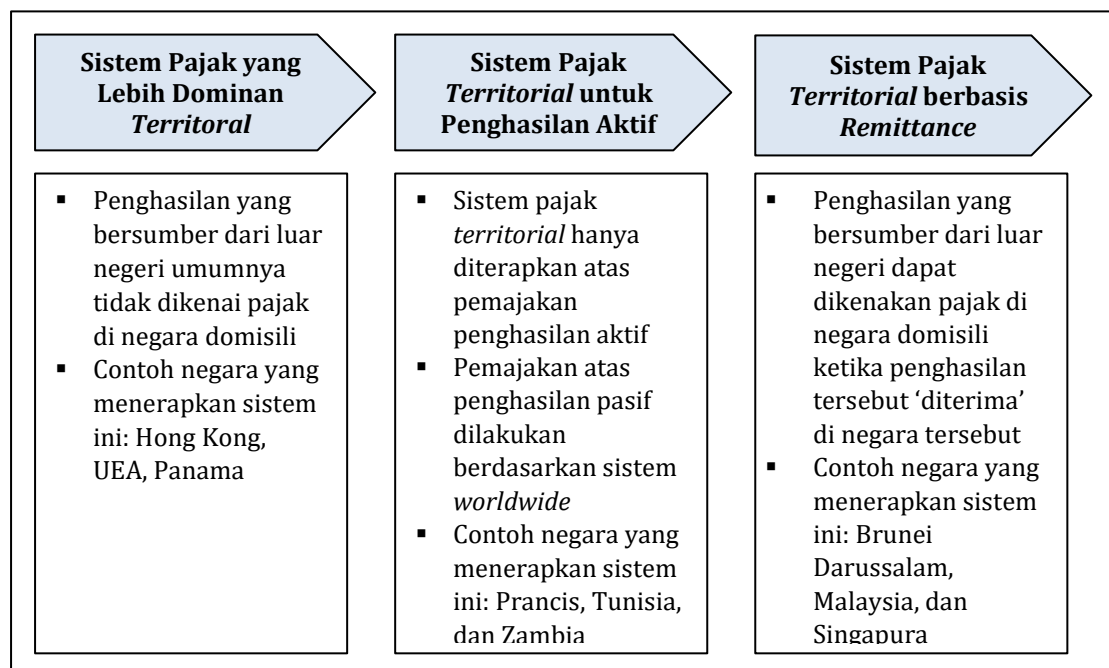 Sistem Pajak yang
Lebih Dominan
Territoral
▪ Penghasilan yang
bersumber dari luar
negeri umumnya
tidak dikenai pajak
di negara domisili
▪ Contoh negara yang
menerapkan sistem
ini: Hong Kong,
UEA, Panama
Sistem Pajak
Territorial untuk
Penghasilan Aktif
▪ Sistem pajak
territorial hanya
diterapkan atas
pemajakan
penghasilan aktif
▪ Pemajakan atas
penghasilan pasif
dilakukan
berdasarkan sistem
worldwide
▪ Contoh negara yang
menerapkan sistem
ini: Prancis, Tunisia,
dan Zambia
Sistem Pajak
Territorial berbasis
Remittance
▪ Penghasilan yang
bersumber dari luar
negeri dapat
dikenakan pajak di
negara domisili
ketika penghasilan
tersebut ‘diterima’
di negara tersebut
▪ Contoh negara yang
menerapkan sistem
ini: Brunei
Darussalam,
Malaysia, dan
Singapura